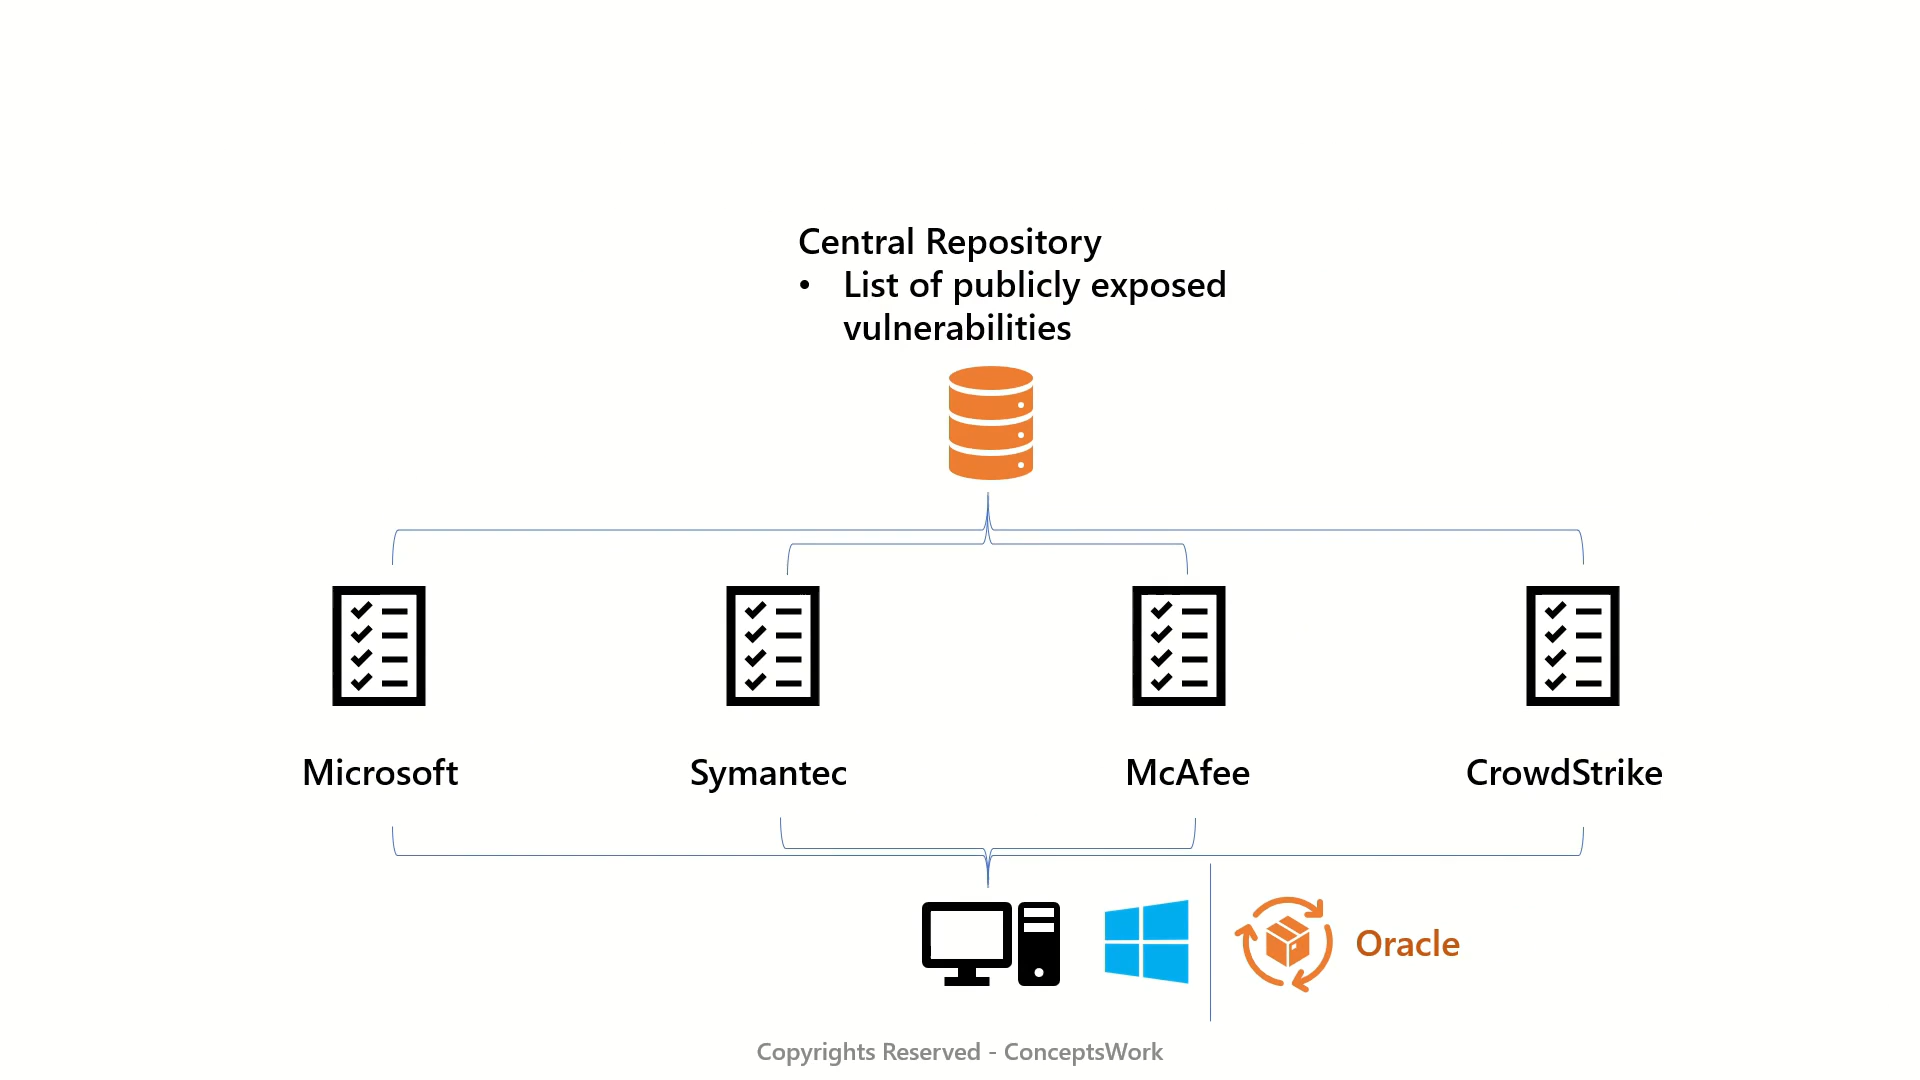 Central Repository
• List of publicly exposed
vulnerabilities
Microsoft
Symantec
McAfee
CrowdStrike
Oracle
Copyrights Reserved - ConceptsWork